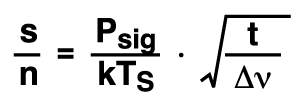 s/n = P_sig / kT_S · √(t / Δν)